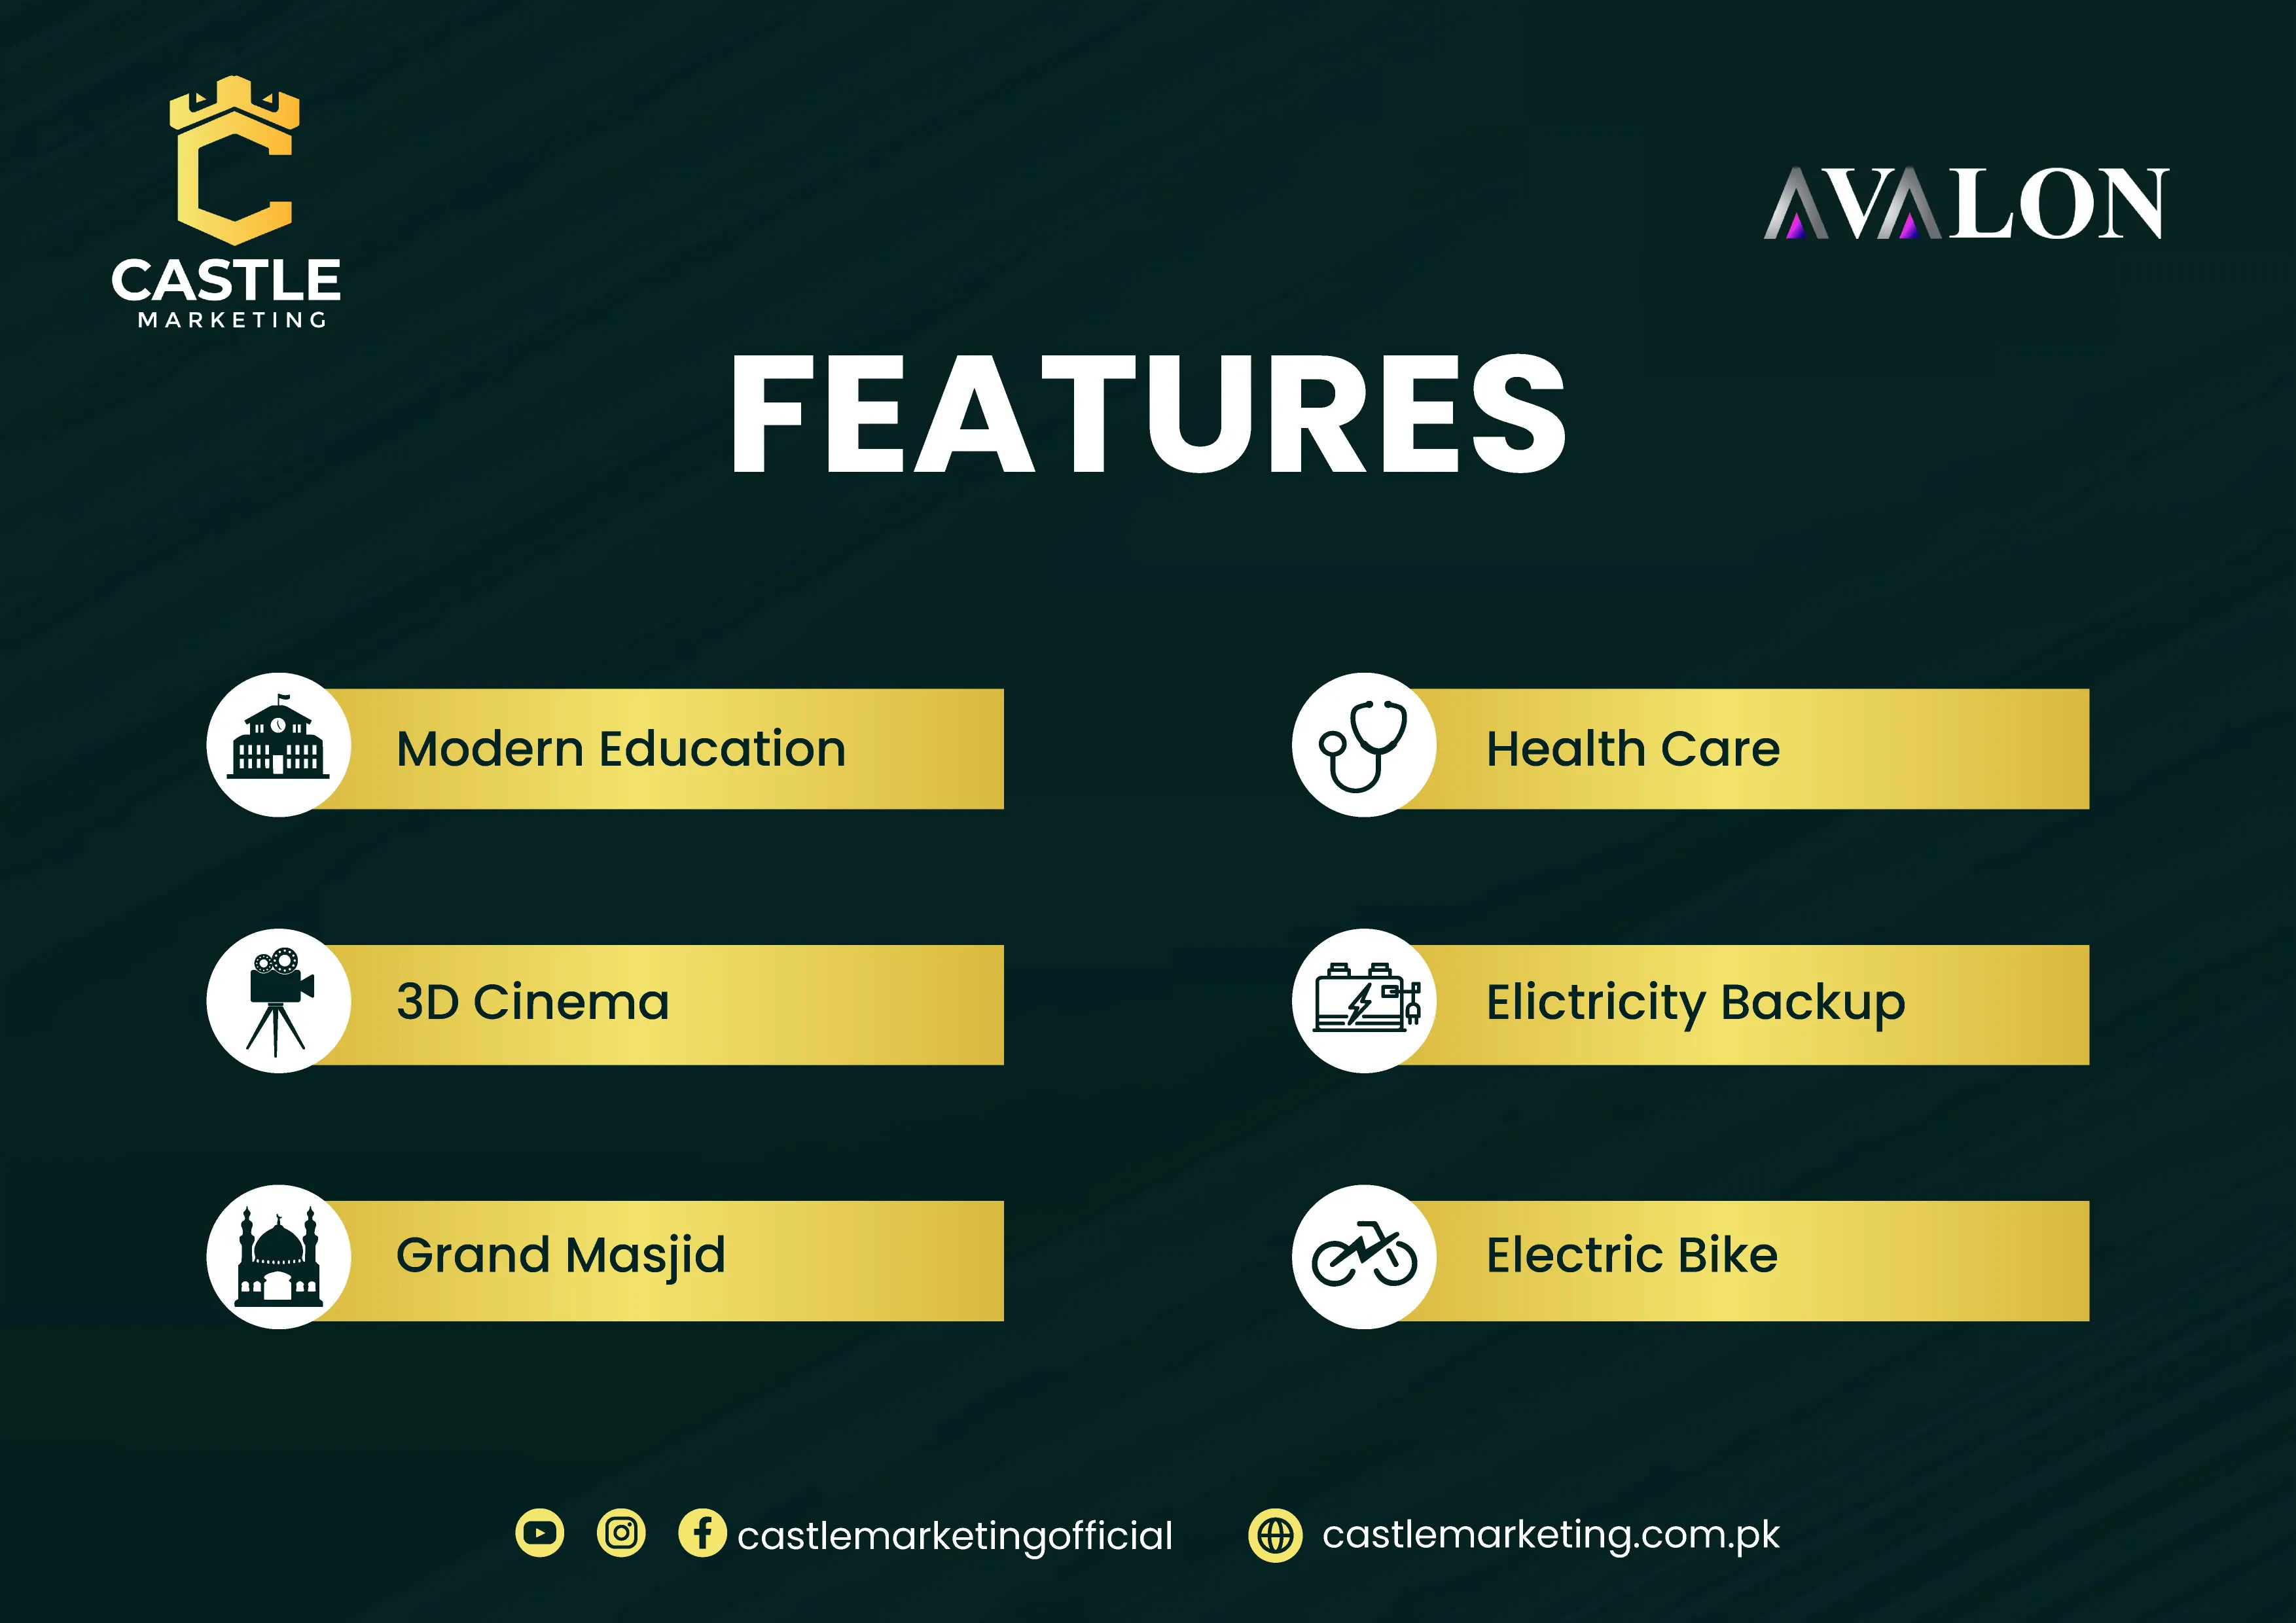 CASTLE
MARKETING
AVALON
FEATURES
Modern Education
Health Care
3D Cinema
Elictricity Backup
Grand Masjid
Electric Bike
castlemarketingofficial
castlemarketing.com.pk